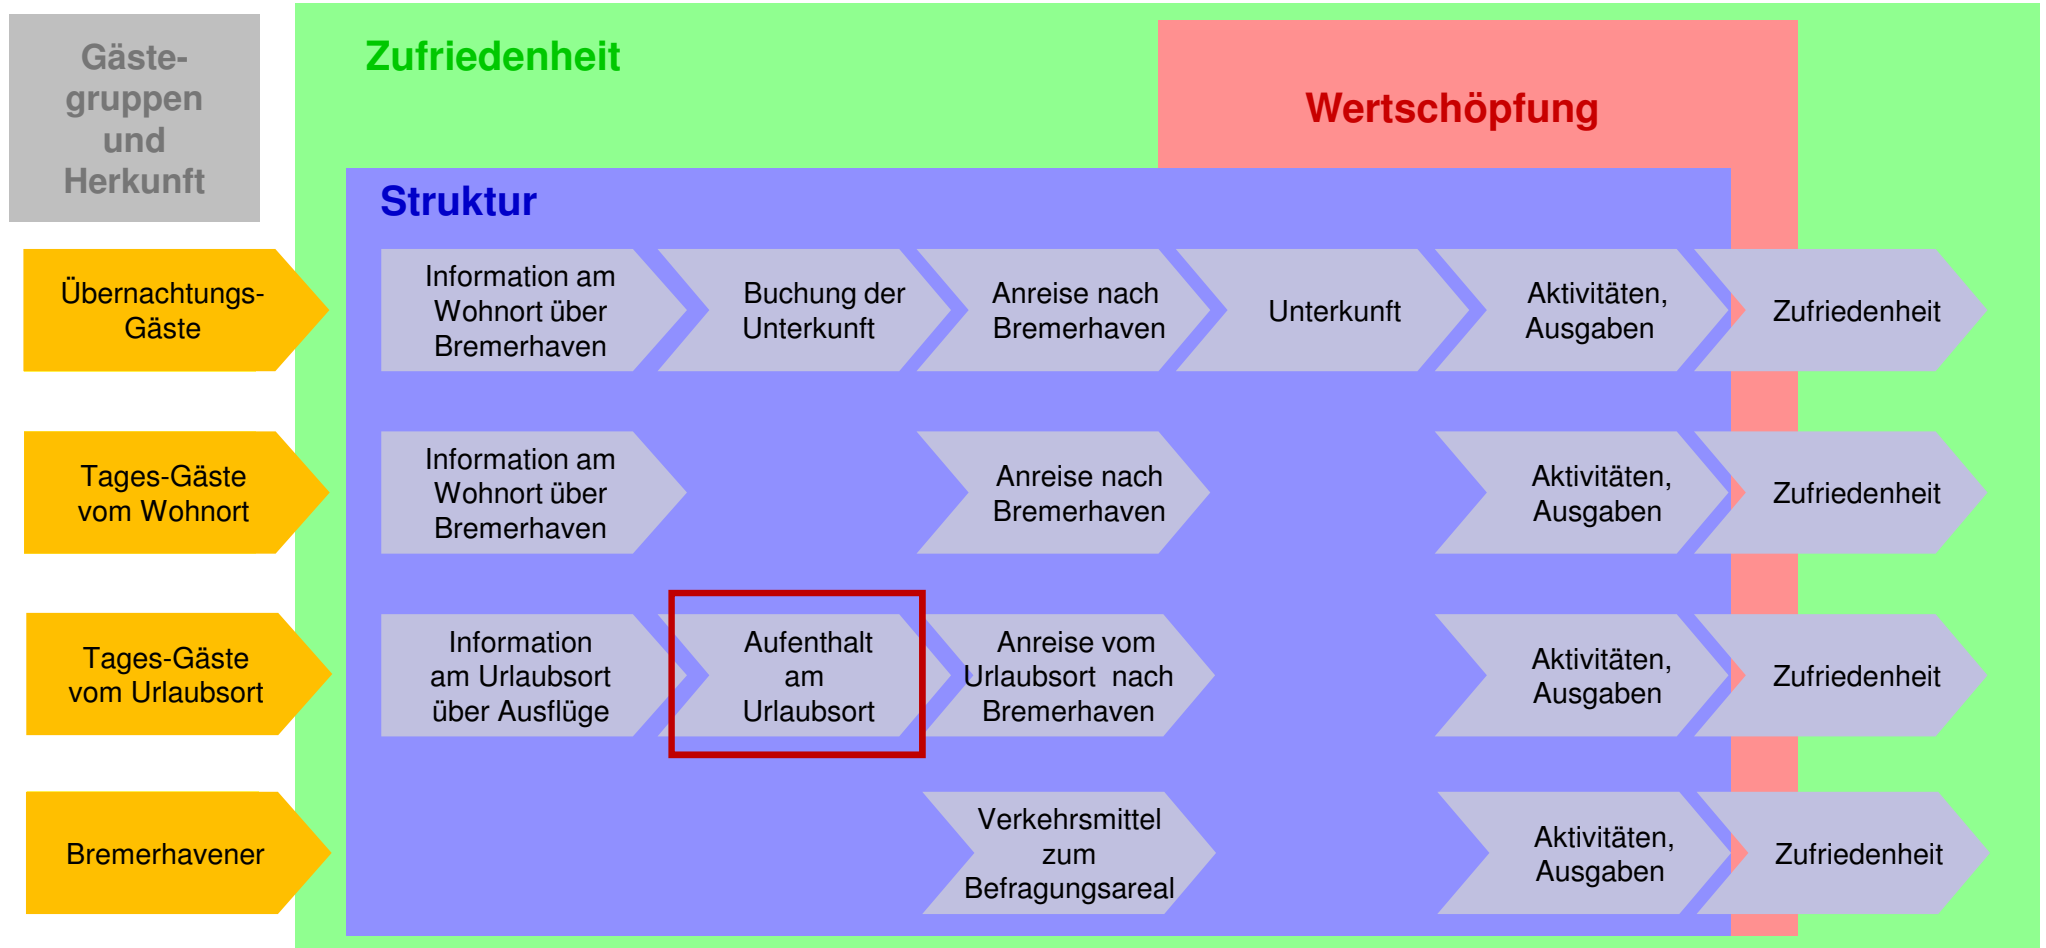 Gäste-
gruppen
und
Herkunft
Zufriedenheit
Wertschöpfung
Struktur
Übernachtungs-
Gäste
Information am
Wohnort über
Bremerhaven
Buchung der
Unterkunft
Anreise nach
Bremerhaven
Unterkunft
Aktivitäten,
Ausgaben
Zufriedenheit
Tages-Gäste
vom Wohnort
Information am
Wohnort über
Bremerhaven
Anreise nach
Bremerhaven
Aktivitäten,
Ausgaben
Zufriedenheit
Tages-Gäste
vom Urlaubsort
Information
am Urlaubsort
über Ausflüge
Aufenthalt
am
Urlaubsort
Anreise vom
Urlaubsort nach
Bremerhaven
Aktivitäten,
Ausgaben
Zufriedenheit
Bremerhavener
Verkehrsmittel
zum
Befragungsareal
Aktivitäten,
Ausgaben
Zufriedenheit